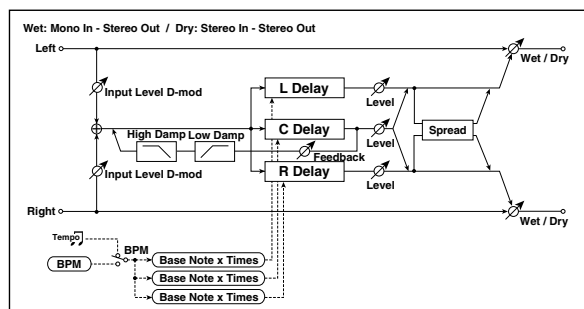 Wet: Mono In - Stereo Out / Dry: Stereo In - Stereo Out
Left
Wet / Dry
Input Level D-mod
L Delay
Level
High Damp
Low Damp
C Delay
Level
Spread
Feedback
Input Level D-mod
R Delay
Level
Right
Wet / Dry
Tempo
BPM
BPM
Base Note x Times
Base Note x Times
Base Note x Times